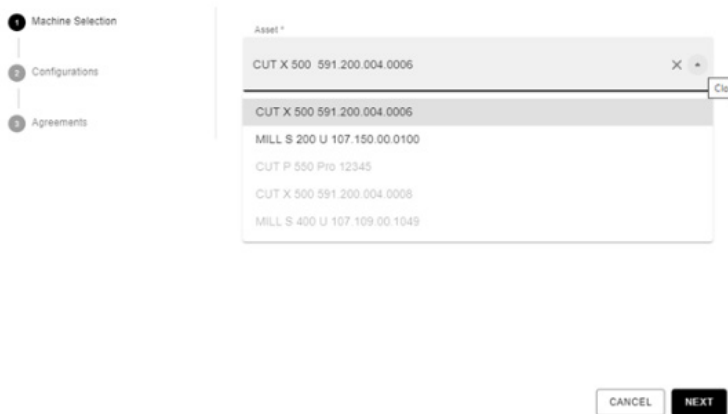 1 Machine Selection
2 Configurations
3 Agreements
Asset *
CUT X 500 591.200.004.0006
CUT X 500 591.200.004.0006
MILL S 200 U 107.150.00.0100
CUT P 550 Pro 12345
CUT X 500 591.200.004.0008
MILL S 400 U 107.109.00.1049
Clo
CANCEL
NEXT